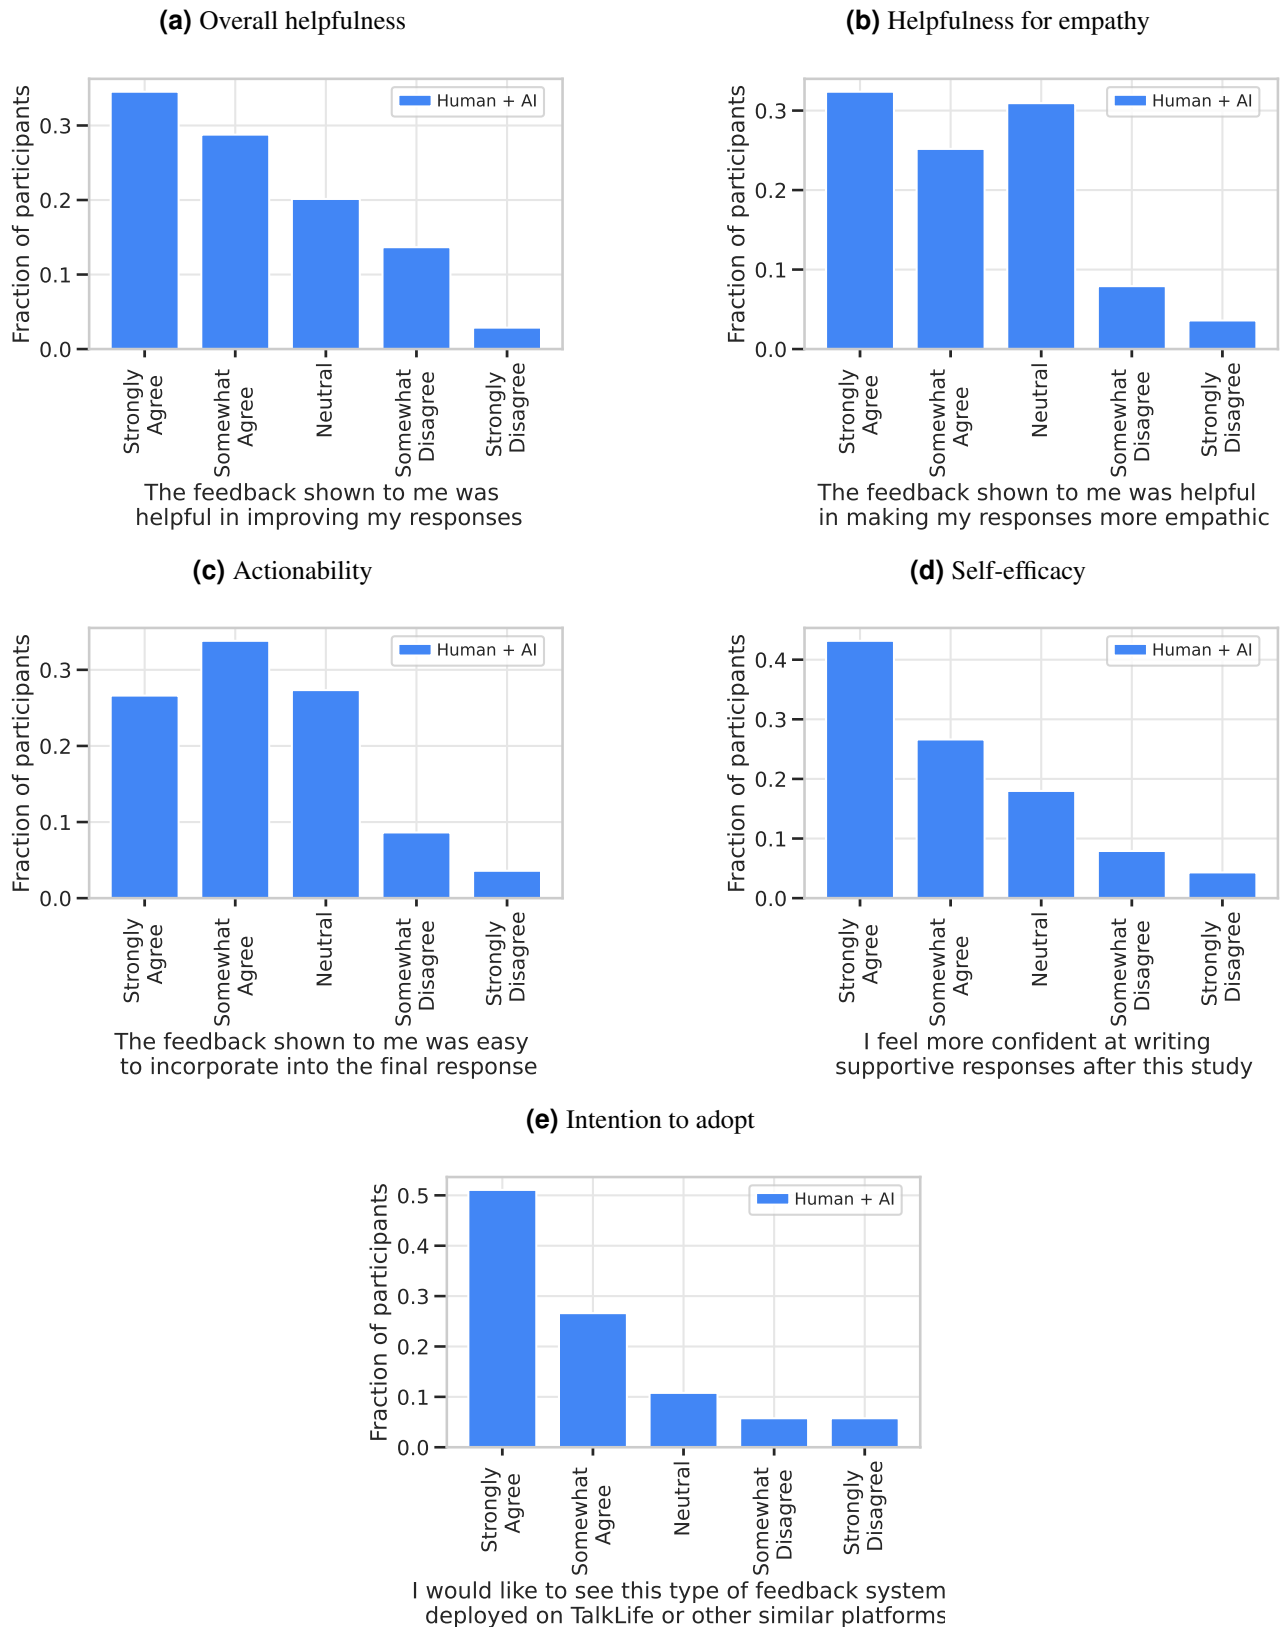 (a) Overall helpfulness
Fraction of participants
0.3
0.2
0.1
0.0
Human + AI
Strongly
Agree
Somewhat
Agree
Neutral
Somewhat
Disagree
Strongly
Disagree
The feedback shown to me was
helpful in improving my responses
(b) Helpfulness for empathy
Fraction of participants
0.3
0.2
0.1
0.0
Human + AI
Strongly
Agree
Somewhat
Agree
Neutral
Somewhat
Disagree
Strongly
Disagree
The feedback shown to me was helpful
in making my responses more empathic
(c) Actionability
Fraction of participants
0.3
0.2
0.1
0.0
Human + AI
Strongly
Agree
Somewhat
Agree
Neutral
Somewhat
Disagree
Strongly
Disagree
The feedback shown to me was easy
to incorporate into the final response
(d) Self-efficacy
Fraction of participants
0.4
0.3
0.2
0.1
0.0
Human + AI
Strongly
Agree
Somewhat
Agree
Neutral
Somewhat
Disagree
Strongly
Disagree
I feel more confident at writing
supportive responses after this study
(e) Intention to adopt
Fraction of participants
0.5
0.4
0.3
0.2
0.1
0.0
Human + AI
Strongly
Agree
Somewhat
Agree
Neutral
Somewhat
Disagree
Strongly
Disagree
I would like to see this type of feedback system
deployed on TalkLife or other similar platforms